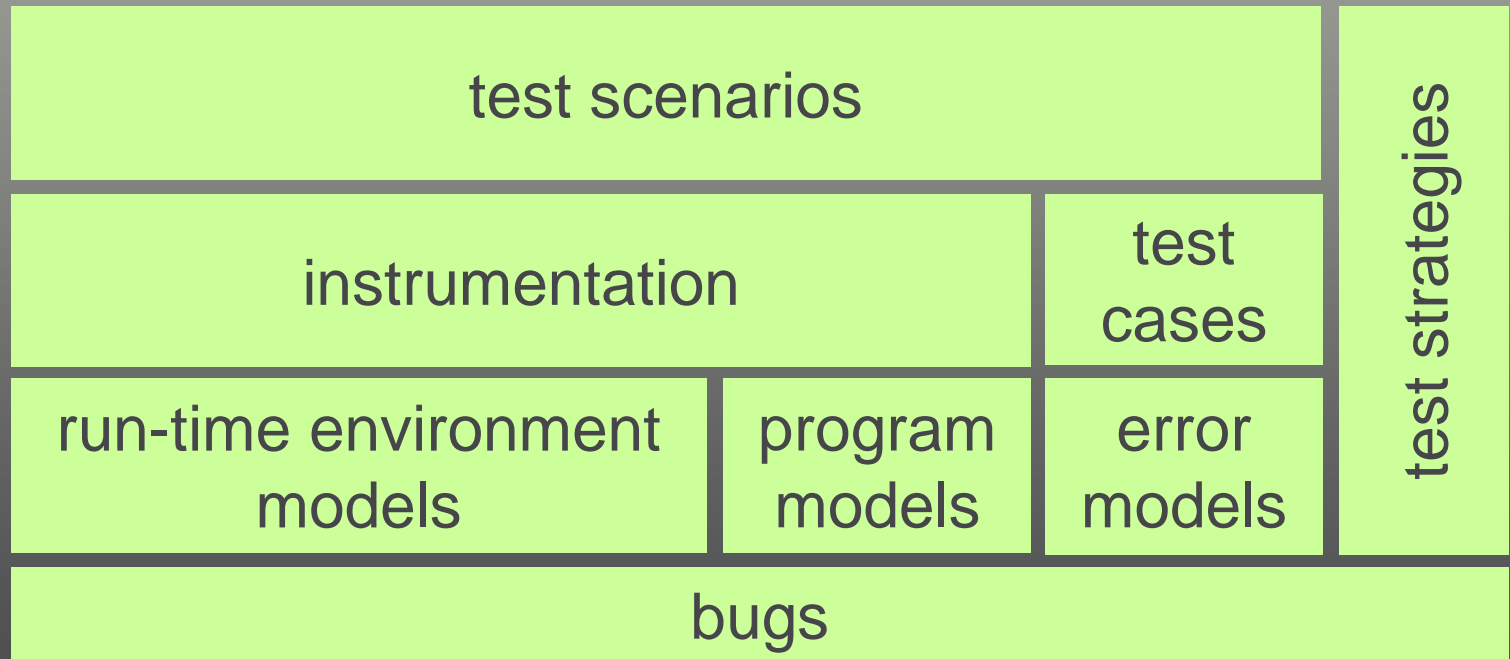 test scenarios
test strategies
instrumentation
test
cases
run-time environment
models
program
models
error
models
bugs